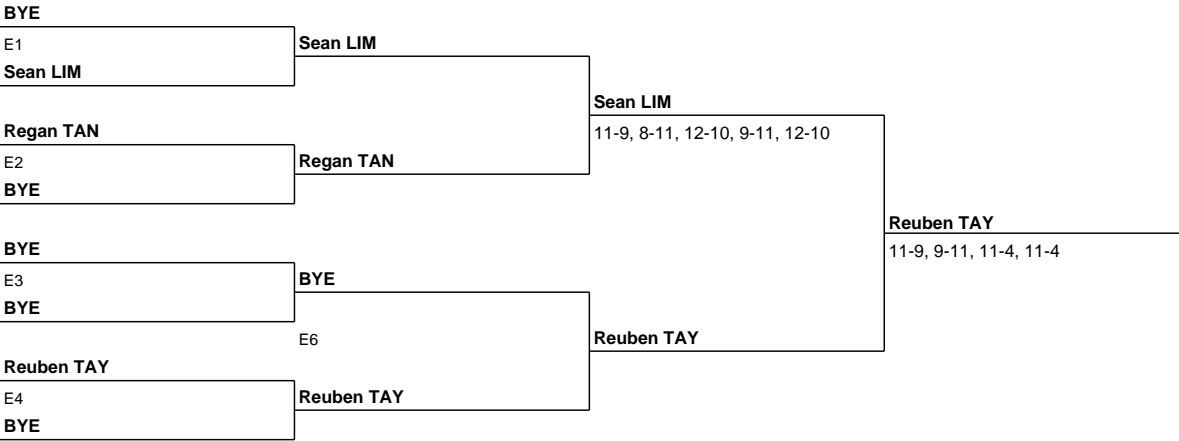 BYE
E1
Sean LIM
Sean LIM
Sean LIM
11-9, 8-11, 12-10, 9-11, 12-10
Regan TAN
E2
Regan TAN
BYE
Reuben TAY
11-9, 9-11, 11-4, 11-4
BYE
E3
BYE
BYE
E6
Reuben TAY
Reuben TAY
E4
Reuben TAY
BYE